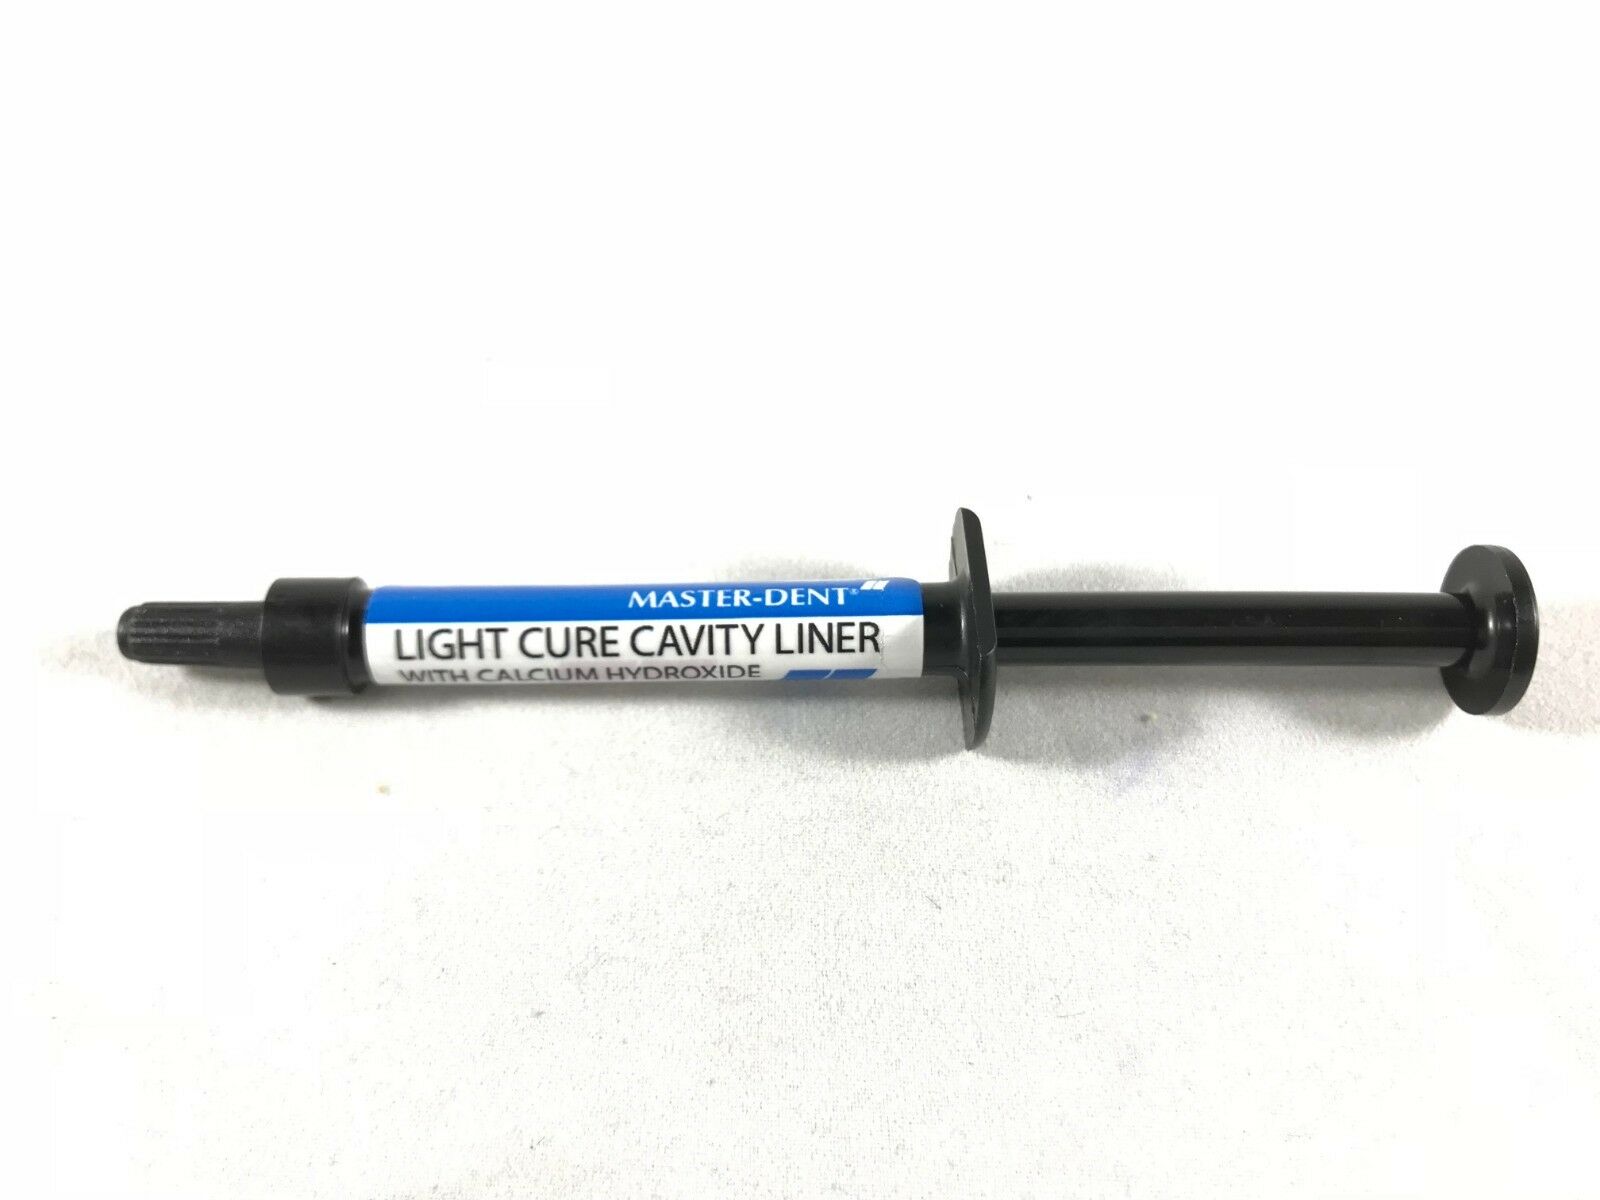 MASTER-DENT®
LIGHT CURE CAVITY LINER
WITH CALCIUM HYDROXIDE